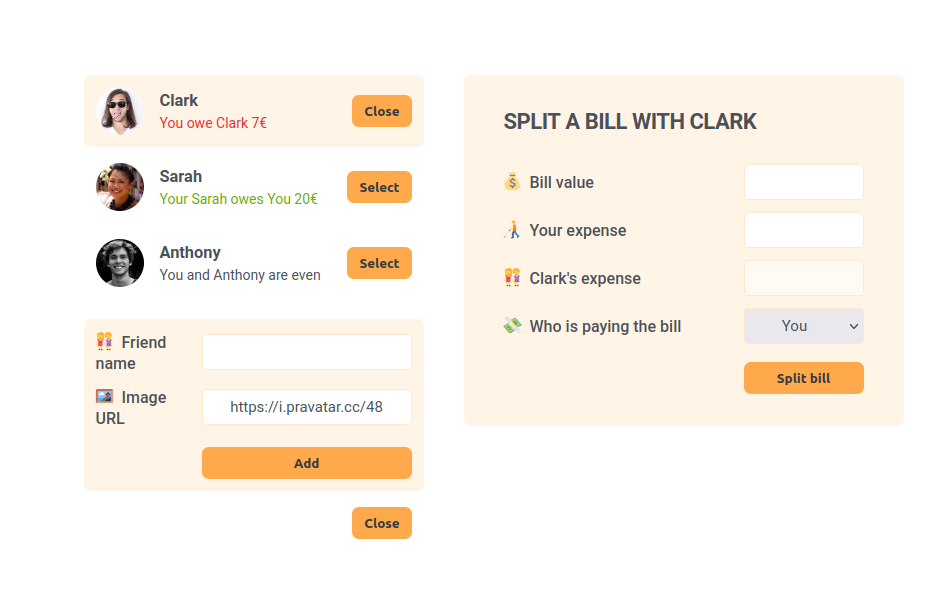 Clark
You owe Clark 7€
Close
Sarah
Your Sarah owes You 20€
Select
Anthony
You and Anthony are even
Select
👭 Friend
name
🖼️ Image
URL
https://i.pravatar.cc/48
Add
Close
SPLIT A BILL WITH CLARK
💰 Bill value
🧑‍🦯 Your expense
👭 Clark's expense
💸 Who is paying the bill
You
Split bill